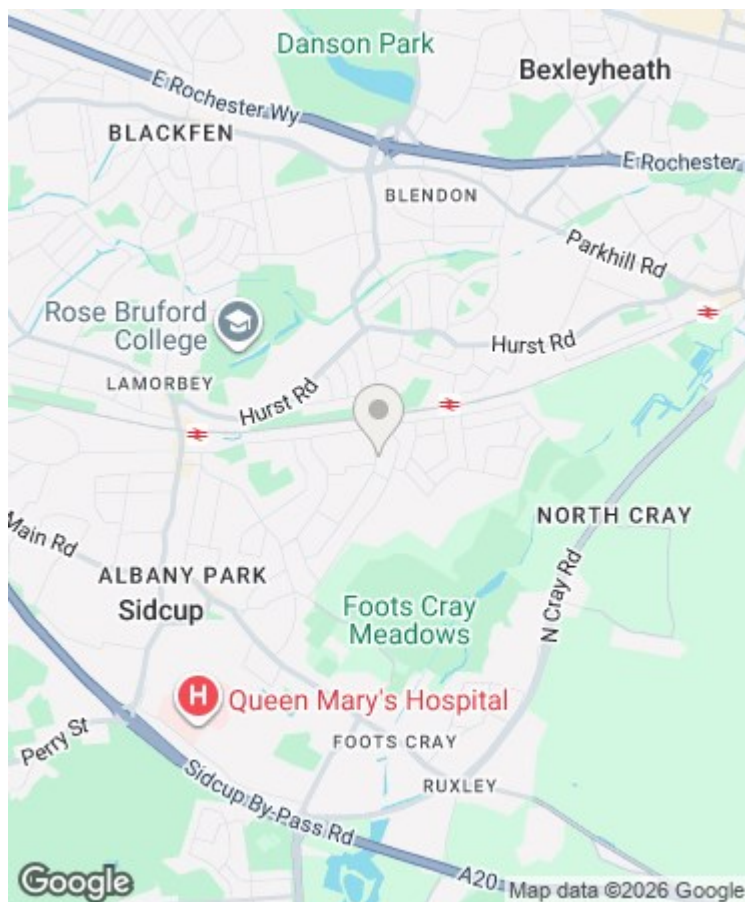 Danson Park
Bexleyheath
E Rochester Wy
BLACKFEN
E Rochester
BLENDON
Parkhill Rd
Rose Bruford
College
Hurst Rd
LAMORBEY
Hurst Rd
NORTH CRAY
Main Rd
ALBANY PARK
Sidcup
Foots Cray
Meadows
N Cray Rd
H
Queen Mary's Hospital
Perry St
FOOTS CRAY
RUXLEY
Sidcup By-Pass Rd
A20
Google
Map data ©2026 Google